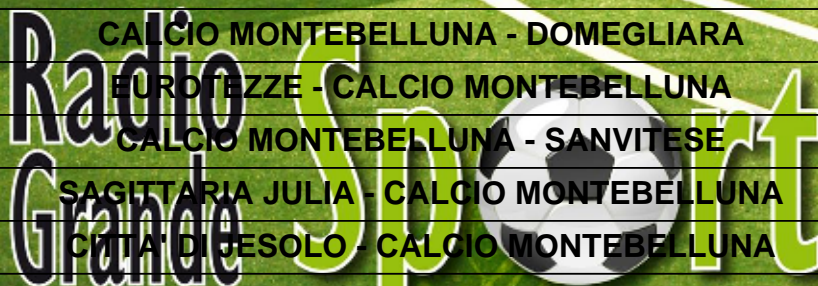 CALCIO MONTEBELLUNA - DOMEGLIARA
EUROTEZZE - CALCIO MONTEBELLUNA
CALCIO MONTEBELLUNA - SANVITESE
SAGITTARIA JULIA - CALCIO MONTEBELLUNA
CITTA' DI JESOLO - CALCIO MONTEBELLUNA
Radio
Grande
Sport